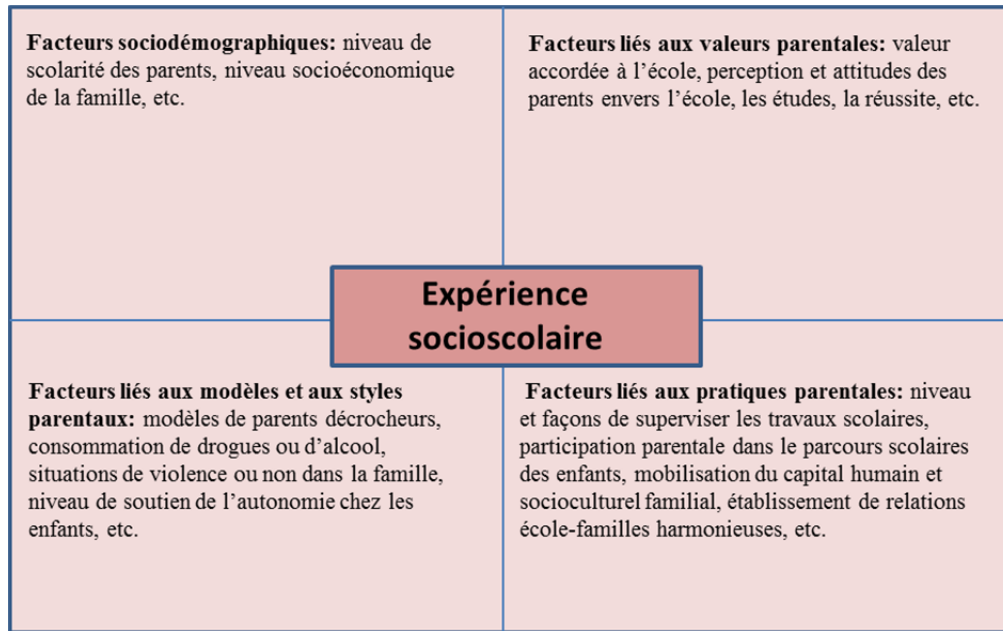 Facteurs sociodémographiques: niveau de
scolarité des parents, niveau socioéconomique
de la famille, etc.
Facteurs liés aux valeurs parentales: valeur
accordée à l’école, perception et attitudes des
parents envers l’école, les études, la réussite, etc.
Expérience
socioscolaire
Facteurs liés aux modèles et aux styles
parentaux: modèles de parents décrocheurs,
consommation de drogues ou d’alcool,
situations de violence ou non dans la famille,
niveau de soutien de l’autonomie chez les
enfants, etc.
Facteurs liés aux pratiques parentales: niveau
et façons de superviser les travaux scolaires,
participation parentale dans le parcours scolaires
des enfants, mobilisation du capital humain et
socioculturel familial, établissement de relations
école-familles harmonieuses, etc.